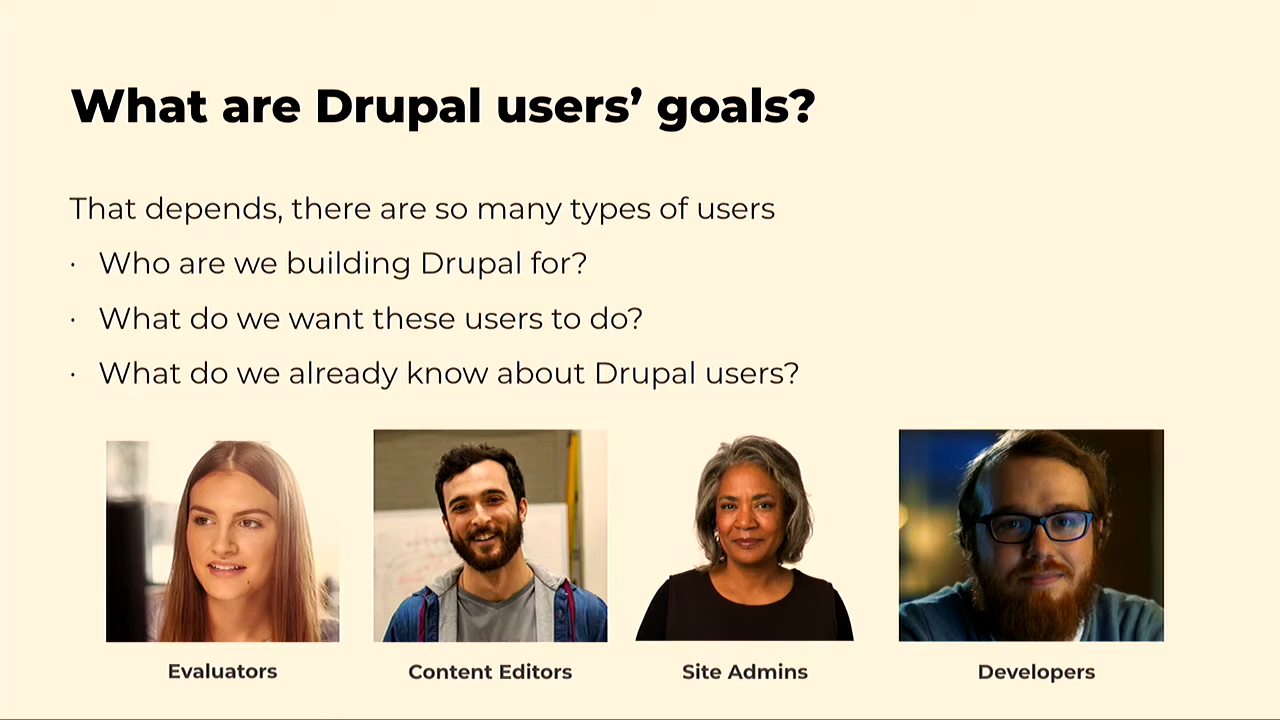 What are Drupal users’ goals?
That depends, there are so many types of users
· Who are we building Drupal for?
· What do we want these users to do?
· What do we already know about Drupal users?
Evaluators
Content Editors
Site Admins
Developers